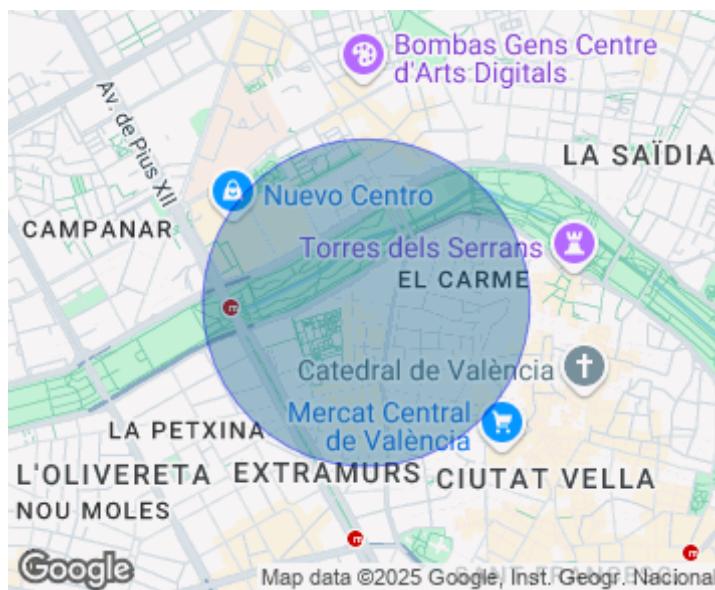 Bombas Gens Centre
d'Arts Digitals
Av. de Pius XII
LA SAÏDIA
Nuevo Centro
CAMPANAR
Torres dels Serrans
EL CARME
Catedral de València
Mercat Central
de València
LA PETXINA
L'OLIVERETA
EXTRAMURS
CIUTAT VELLA
NOU MOLES
m
m
m
SANT FRANCESC
Google
Map data ©2025 Google, Inst. Geogr. Nacional